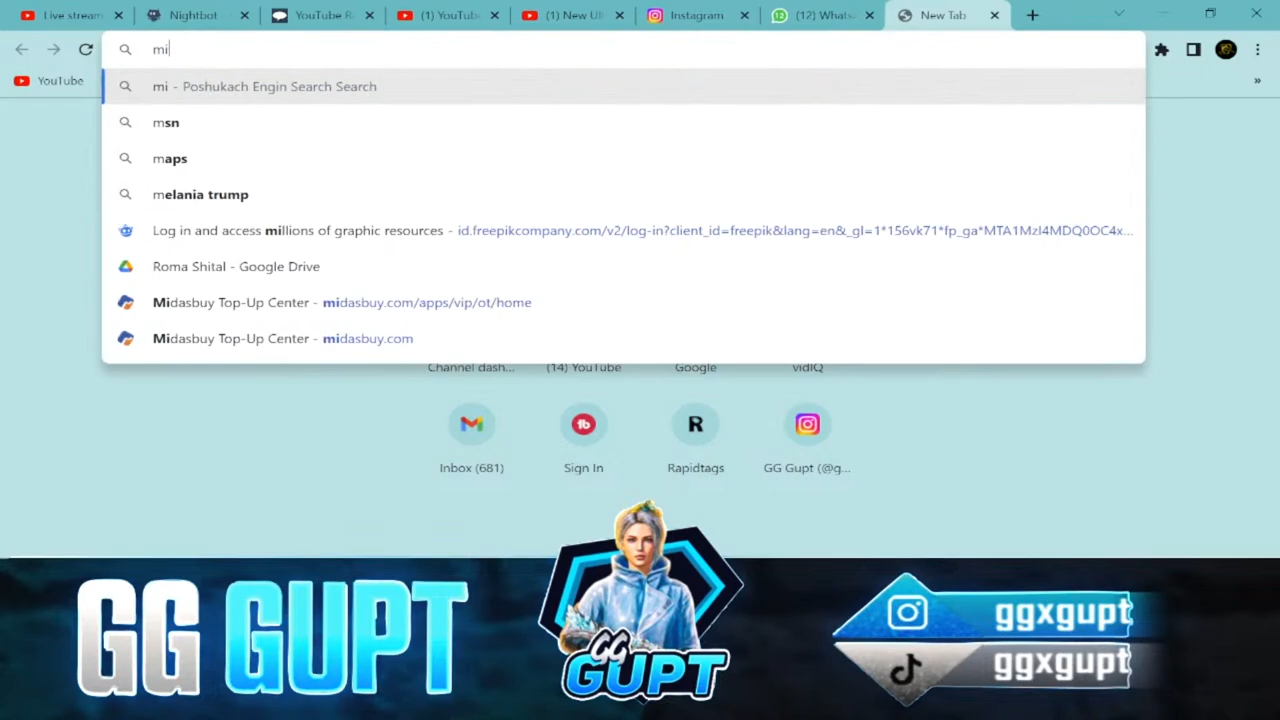 Live stream
Nightbot
YouTube R
(1) YouTube
(1) New Ul
Instagram
(12) Whats
New Tab
mi
YouTube
»
mi - Poshukach Engin Search Search
msn
maps
melania trump
Log in and access millions of graphic resources - id.freepikcompany.com/v2/log-in?client_id=freepik&lang=en&_gl=1*156vk71*fp_ga*MTA1MzI4MDQ0OC4x...
Roma Shital - Google Drive
Midasbuy Top-Up Center - midasbuy.com/apps/vip/ot/home
Midasbuy Top-Up Center - midasbuy.com
Channel dash...
(14) YouTube
Google
vidIQ
Inbox (681)
Sign In
Rapidtags
GG Gupt (@g...
GG GUPT
GG
GUPT
ggxgupt
ggxgupt